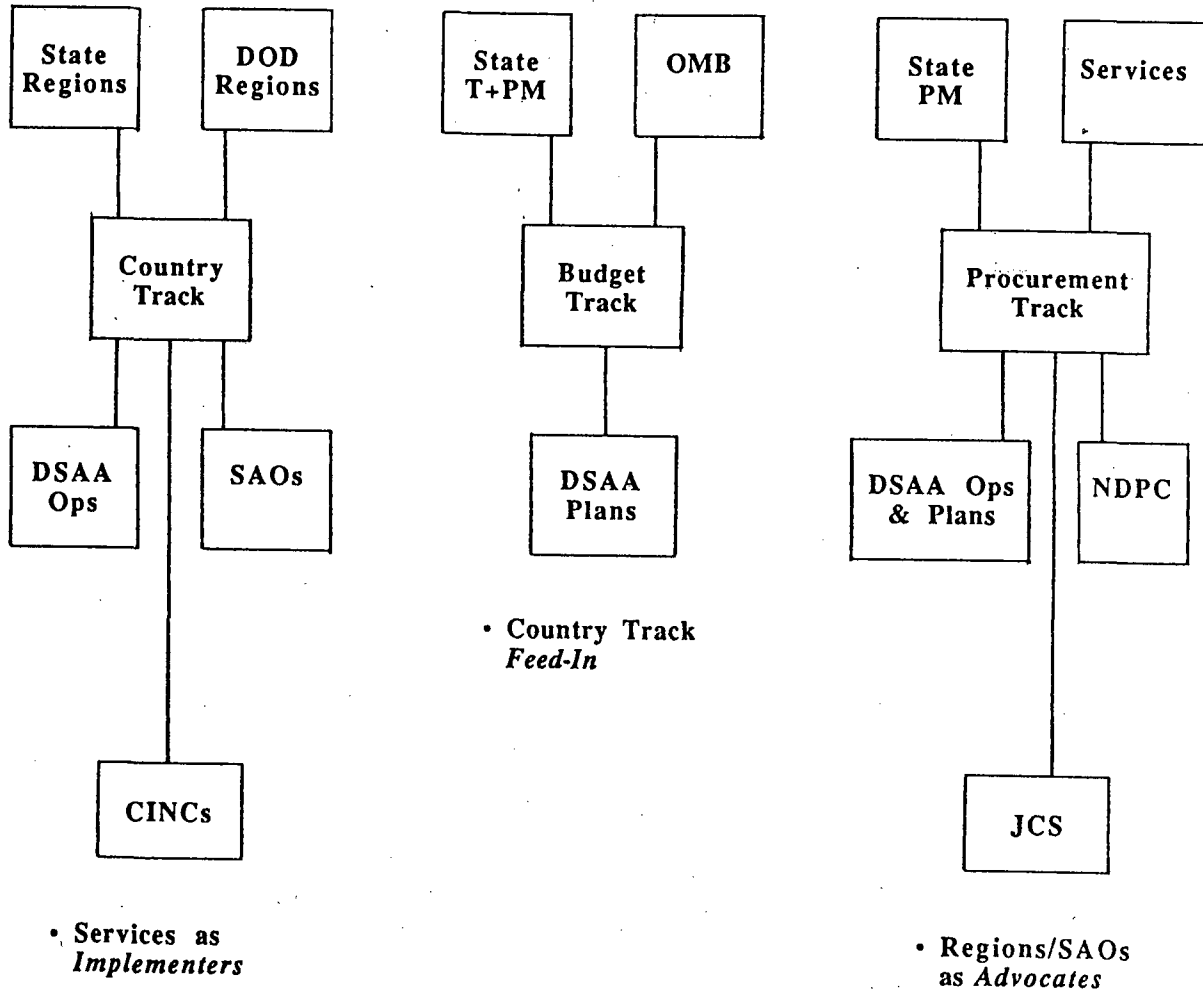 State
Regions
DOD
Regions
Country
Track
DSAA
Ops
SAOs
CINCs
• Services as
Implementers
State
T+PM
OMB
Budget
Track
DSAA
Plans
• Country Track
Feed-In
State
PM
Services
Procurement
Track
DSAA Ops
& Plans
NDPC
JCS
• Regions/SAOs
as Advocates